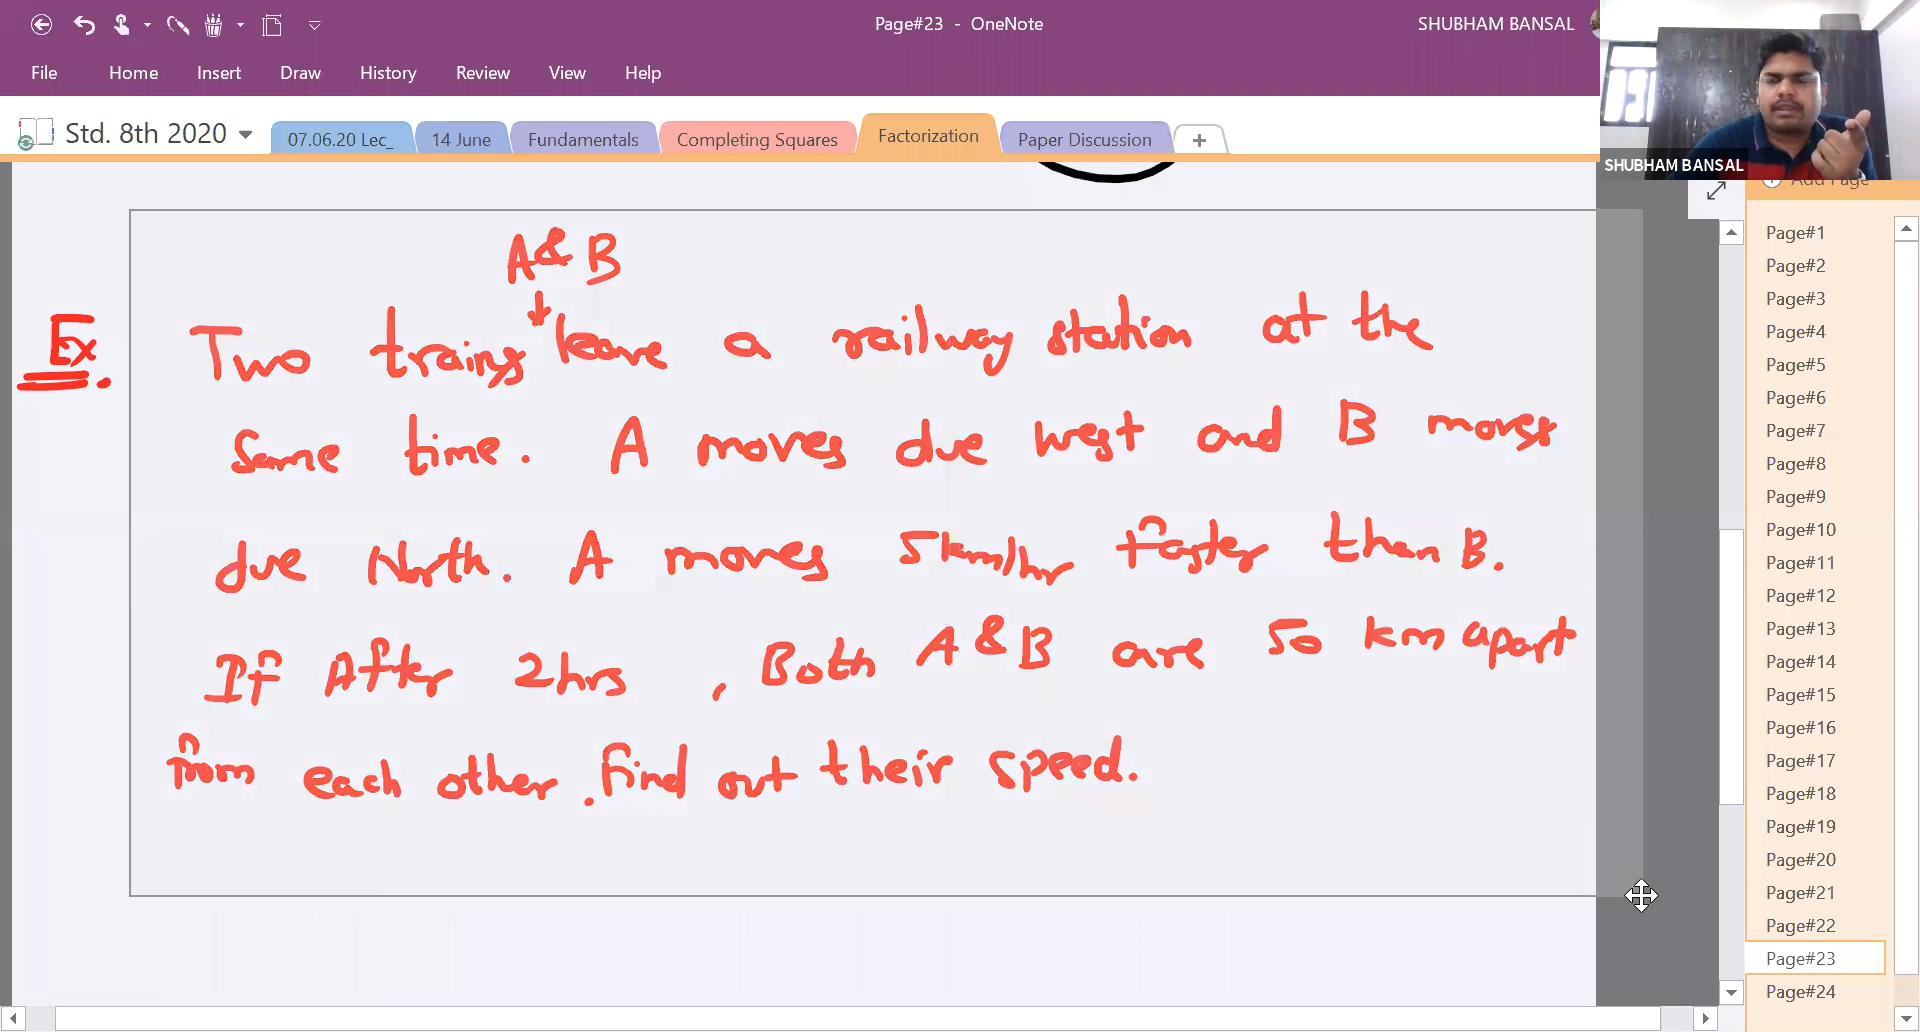 Page#23 - OneNote
SHUBHAM BANSAL
File Home Insert Draw History Review View Help
Std. 8th 2020
07.06.20 Lec_
14 June
Fundamentals
Completing Squares
Factorization
Paper Discussion
+
SHUBHAM BANSAL
Add Page
A & B
Ex. Two trains leave a railway station at the
same time. A moves due west and B moves
due North. A moves 5km/hr faster than B.
If After 2hrs , Both A & B are 50 km apart
from each other. Find out their speed.
Page#1
Page#2
Page#3
Page#4
Page#5
Page#6
Page#7
Page#8
Page#9
Page#10
Page#11
Page#12
Page#13
Page#14
Page#15
Page#16
Page#17
Page#18
Page#19
Page#20
Page#21
Page#22
Page#23
Page#24